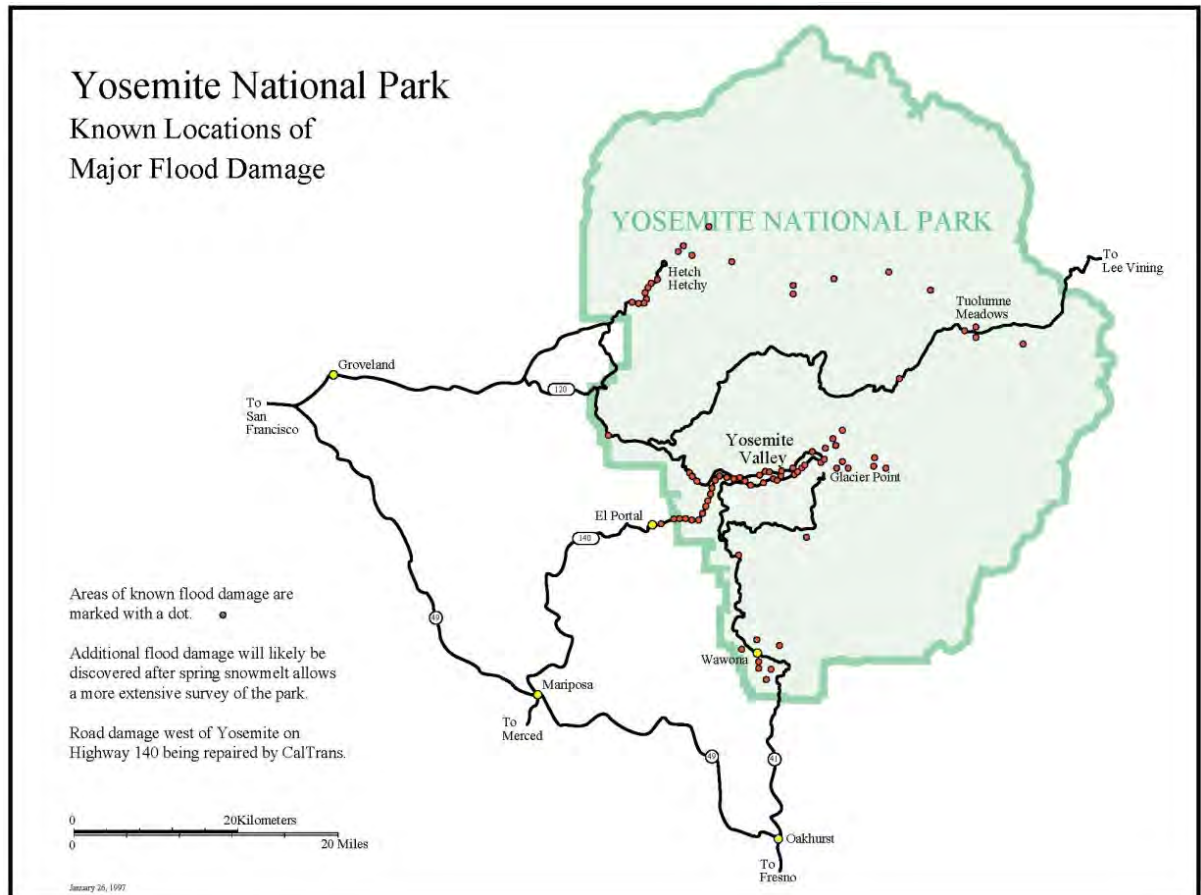 Yosemite National Park
Known Locations of
Major Flood Damage
YOSEMITE NATIONAL PARK
To
Lee Vining
Hetch
Hetchy
Tuolumne
Meadows
Groveland
120
To
San
Francisco
Yosemite
Valley
Glacier Point
El Portal
140
Areas of known flood damage are
marked with a dot.
49
Additional flood damage will likely be
discovered after spring snowmelt allows
a more extensive survey of the park.
Wawona
Mariposa
To
Merced
Road damage west of Yosemite on
Highway 140 being repaired by CalTrans.
49
41
0
20Kilometers
0
20 Miles
Oakhurst
To
Fresno
January 26, 1997